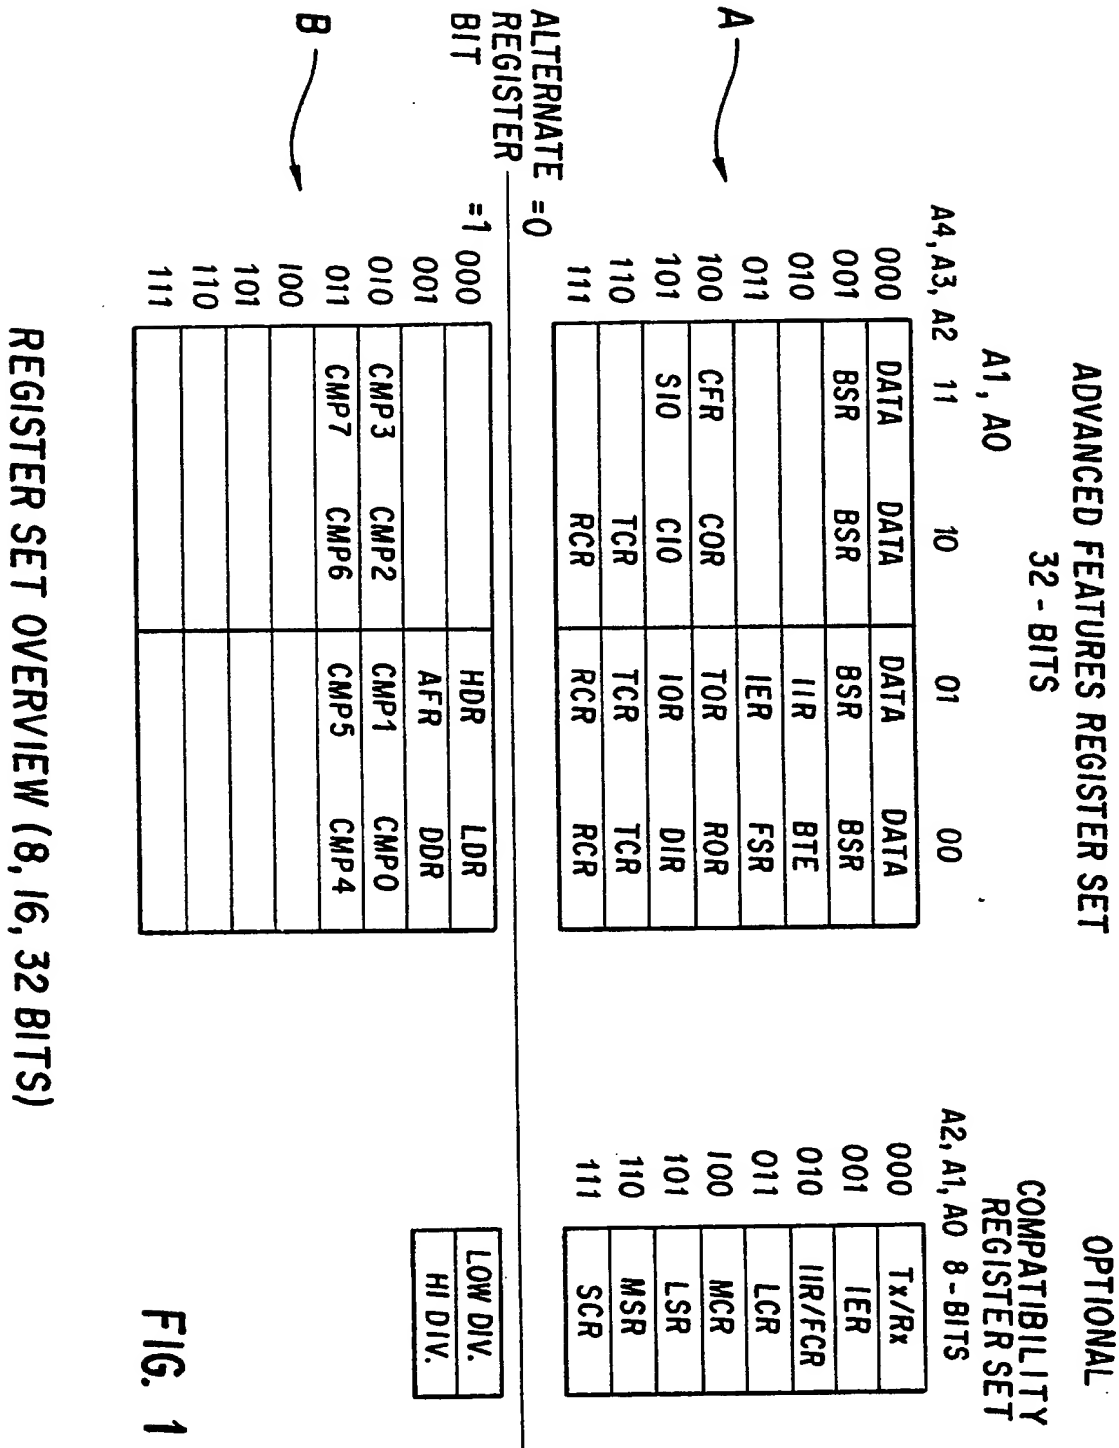 ADVANCED FEATURES REGISTER SET
32 - BITS
OPTIONAL
COMPATIBILITY
REGISTER SET
A1, A0
A4, A3, A2 11 10 01 00
A2, A1, A0 8 - BITS
A
000 DATA DATA DATA DATA
001 BSR BSR BSR BSR
010 IIR BTE
011 IER FSR
100 CFR COR TOR ROR
101 SIO CIO IOR DIR
110 TCR TCR TCR
111 RCR RCR RCR
000 Tx/Rx
001 IER
010 IIR/FCR
011 LCR
100 MCR
101 LSR
110 MSR
111 SCR
ALTERNATE =0
REGISTER
BIT =1
B
000 HDR LDR
001 AFR DDR
010 CMP3 CMP2 CMP1 CMP0
011 CMP7 CMP6 CMP5 CMP4
100
101
110
111
LOW DIV.
HI DIV.
REGISTER SET OVERVIEW (8, 16, 32 BITS)
FIG. 1